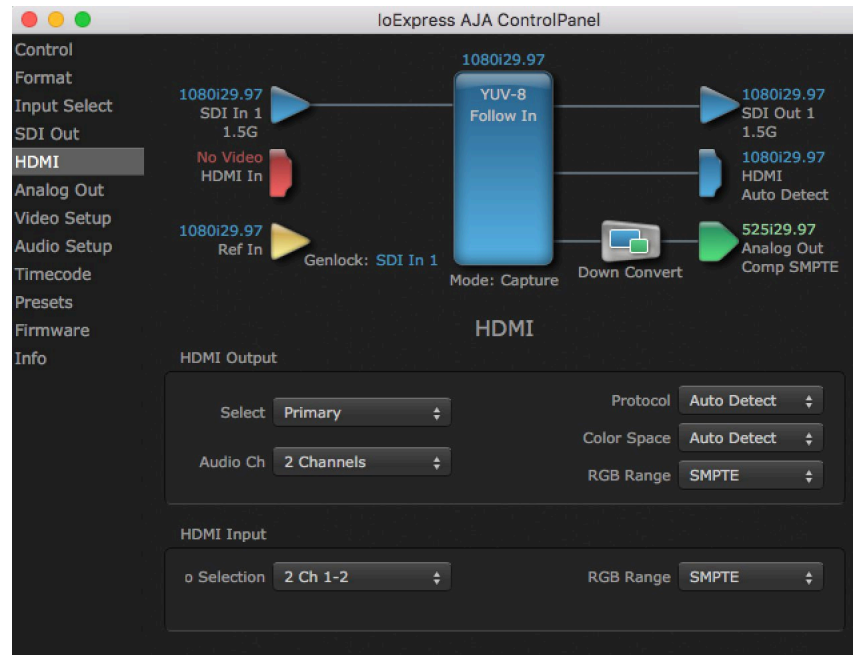 IoExpress AJA ControlPanel
Control
Format
Input Select
SDI Out
HDMI
Analog Out
Video Setup
Audio Setup
Timecode
Presets
Firmware
Info
1080i29.97
YUV-8
Follow In
Mode: Capture
1080i29.97
SDI In 1
1.5G
No Video
HDMI In
1080i29.97
Ref In
Genlock: SDI In 1
Down Convert
1080i29.97
SDI Out 1
1.5G
1080i29.97
HDMI
Auto Detect
525i29.97
Analog Out
Comp SMPTE
HDMI
HDMI Output
Select Primary
Audio Ch 2 Channels
Protocol Auto Detect
Color Space Auto Detect
RGB Range SMPTE
HDMI Input
o Selection 2 Ch 1-2
RGB Range SMPTE